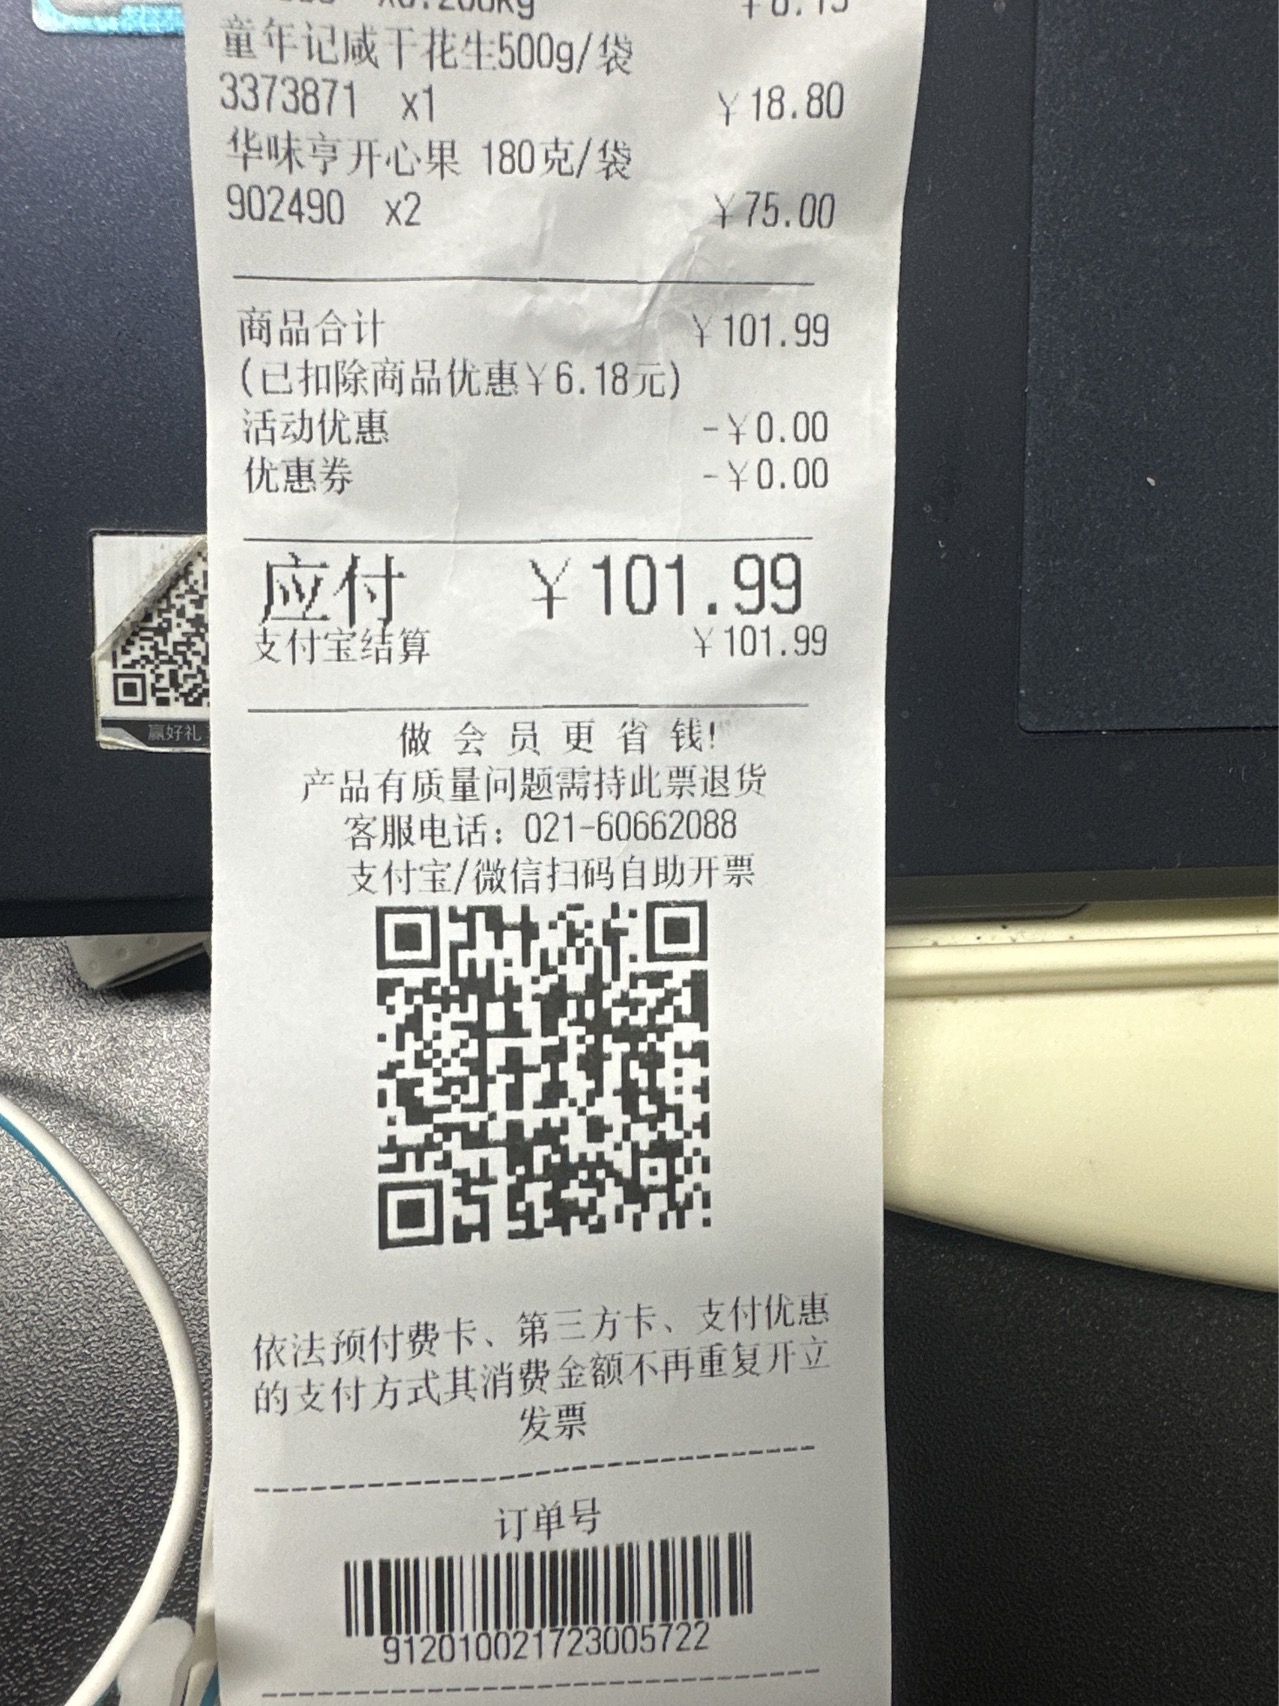 童年记咸干花生500g/袋
3373871 x1 ¥18.80
华味亨开心果 180克/袋
902490 x2 ¥75.00
商品合计 ¥101.99
(已扣除商品优惠¥6.18元)
活动优惠 -¥0.00
优惠券 -¥0.00
应付 ¥101.99
支付宝结算 ¥101.99
做会员更省钱!
产品有质量问题需持此票退货
客服电话：021-60662088
支付宝/微信扫码自助开票
赢好礼
依法预付费卡、第三方卡、支付优惠
的支付方式其消费金额不再重复开立
发票
订单号
912010021723005722